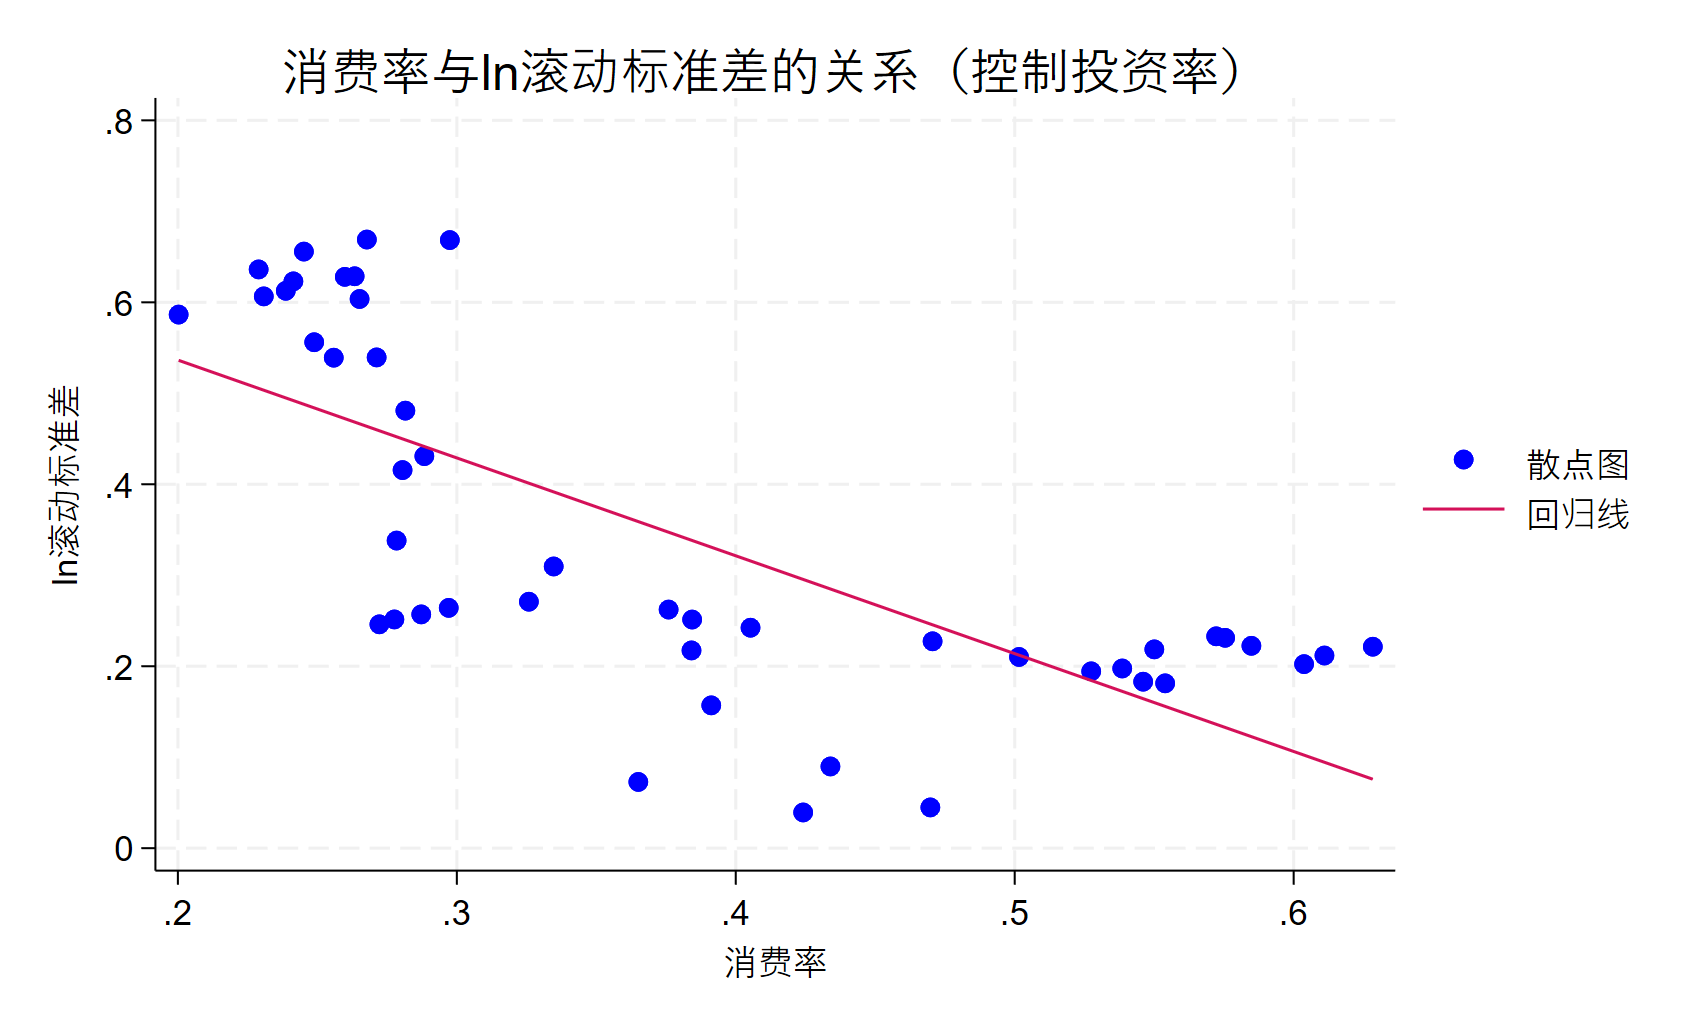 消费率与ln滚动标准差的关系（控制投资率）
ln滚动标准差
.8
.6
.4
.2
0
.2 .3 .4 .5 .6
消费率
散点图
回归线